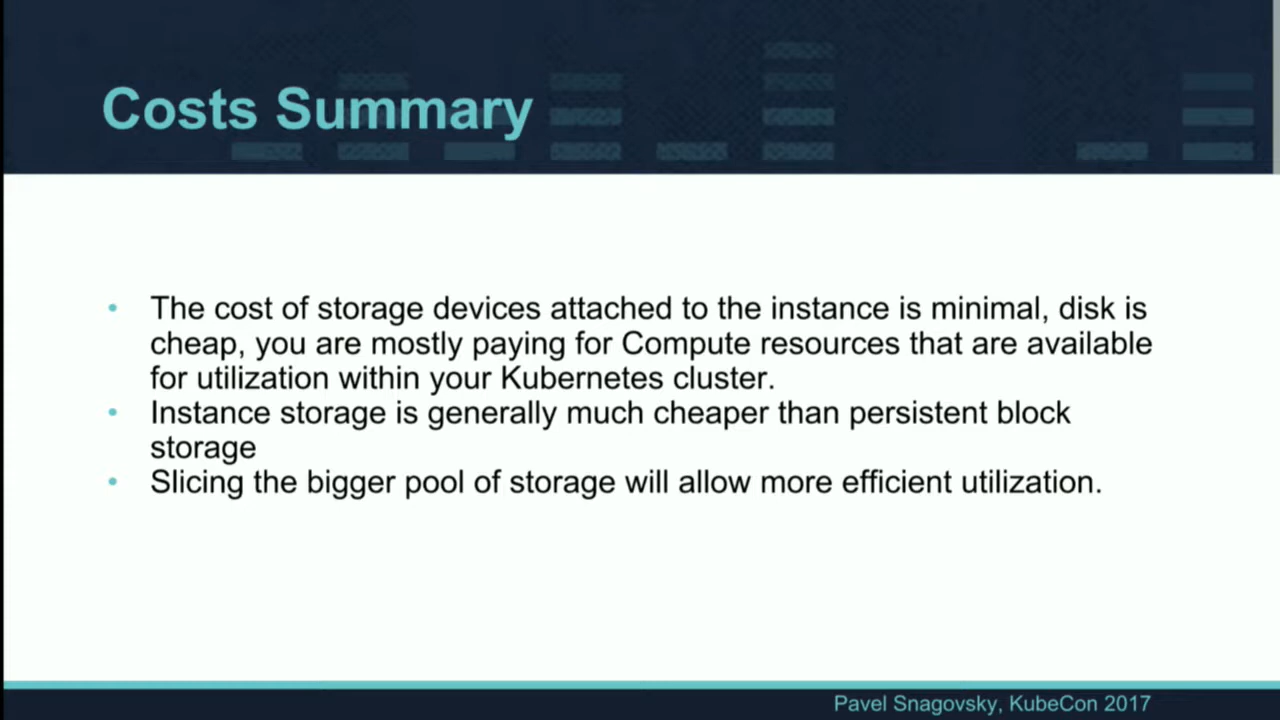 Costs Summary
The cost of storage devices attached to the instance is minimal, disk is
cheap, you are mostly paying for Compute resources that are available
for utilization within your Kubernetes cluster.
Instance storage is generally much cheaper than persistent block
storage
Slicing the bigger pool of storage will allow more efficient utilization.
Pavel Snagovsky, KubeCon 2017